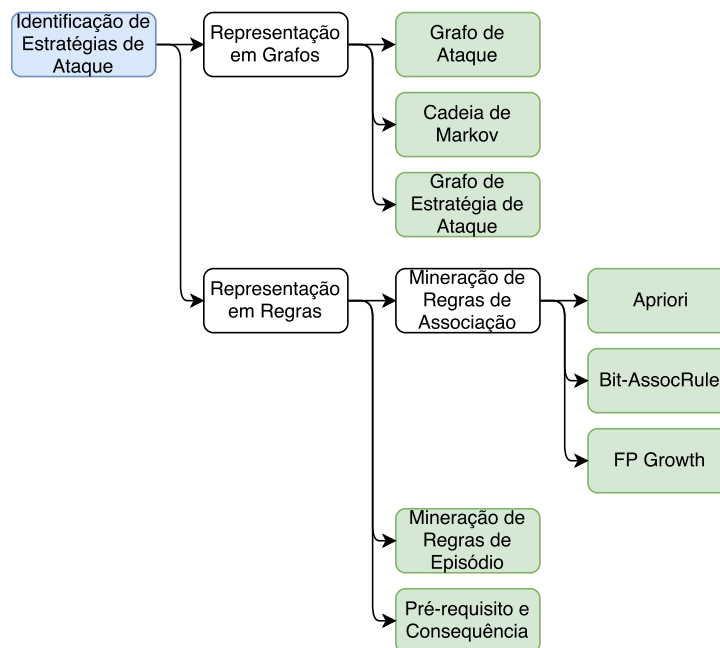 Identificação de
Estratégias de
Ataque
Representação
em Grafos
Grafo de
Ataque
Cadeia de
Markov
Grafo de
Estratégia de
Ataque
Representação
em Regras
Mineração de
Regras de
Associação
Apriori
Bit-AssocRule
FP Growth
Mineração de
Regras de
Episódio
Pré-requisito e
Consequência